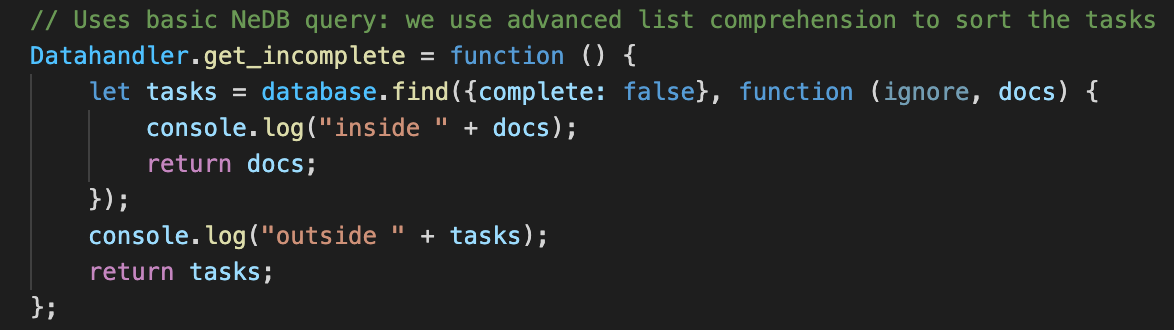 // Uses basic NeDB query: we use advanced list comprehension to sort the tasks
Datahandler.get_incomplete = function () {
    let tasks = database.find({complete: false}, function (ignore, docs) {
        console.log("inside " + docs);
        return docs;
    });
    console.log("outside " + tasks);
    return tasks;
};